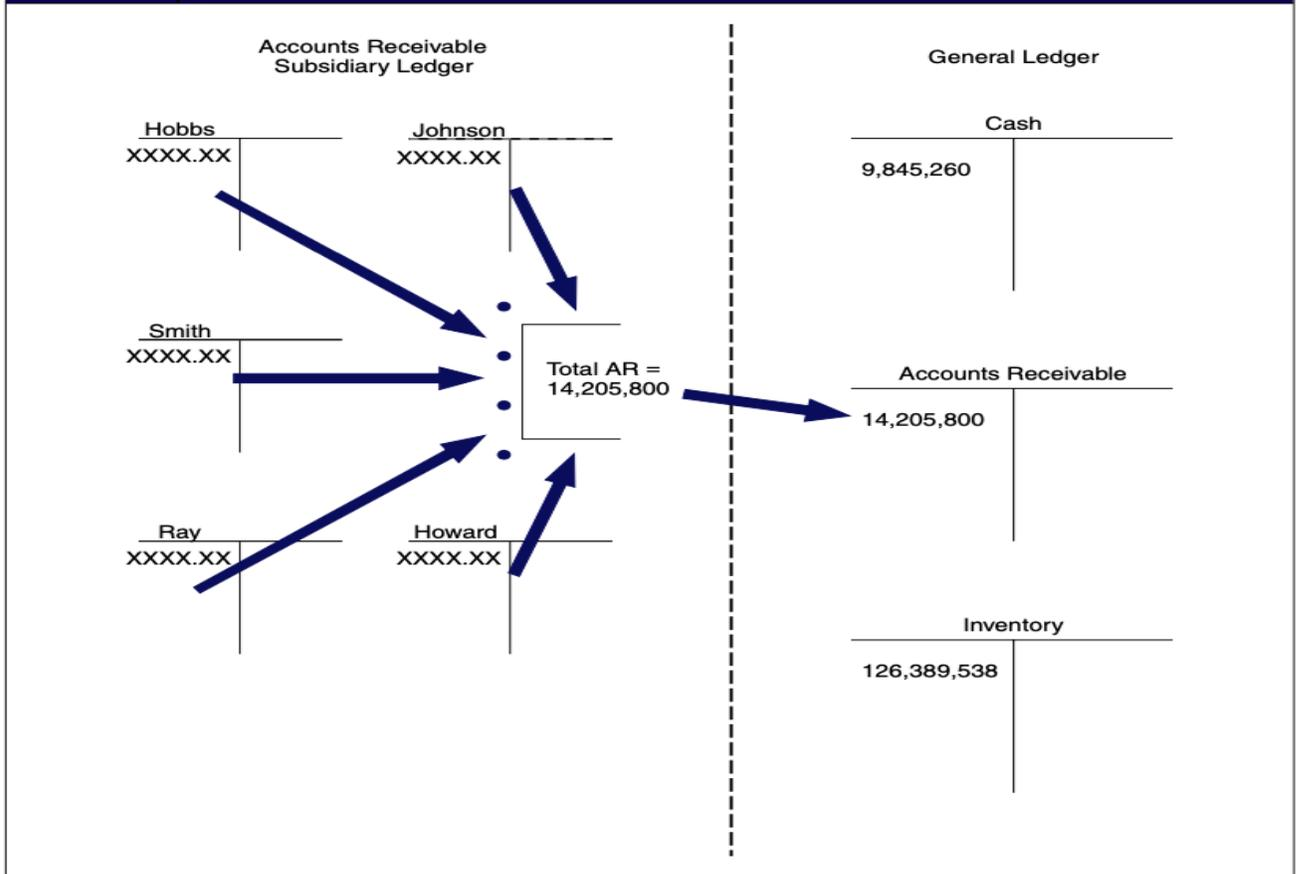 Accounts Receivable
Subsidiary Ledger
General Ledger
Hobbs
XXXX.XX
Johnson
XXXX.XX
Cash
9,845,260
Smith
XXXX.XX
Total AR =
14,205,800
Accounts Receivable
14,205,800
Ray
XXXX.XX
Howard
XXXX.XX
Inventory
126,389,538